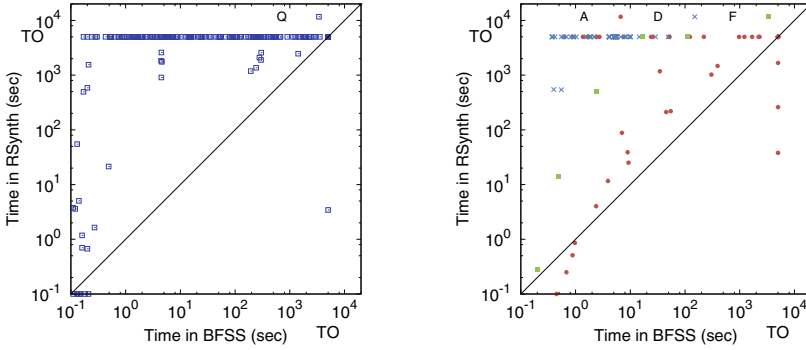 10^4 Q
TO
10^3
10^2
10^1
10^0
10^-1
Time in RSynth (sec)
10^-1 10^0 10^1 10^2 10^3 10^4
Time in BFSS (sec) TO
10^4 A D F
TO
10^3
10^2
10^1
10^0
10^-1
Time in RSynth (sec)
10^-1 10^0 10^1 10^2 10^3 10^4
Time in BFSS (sec) TO